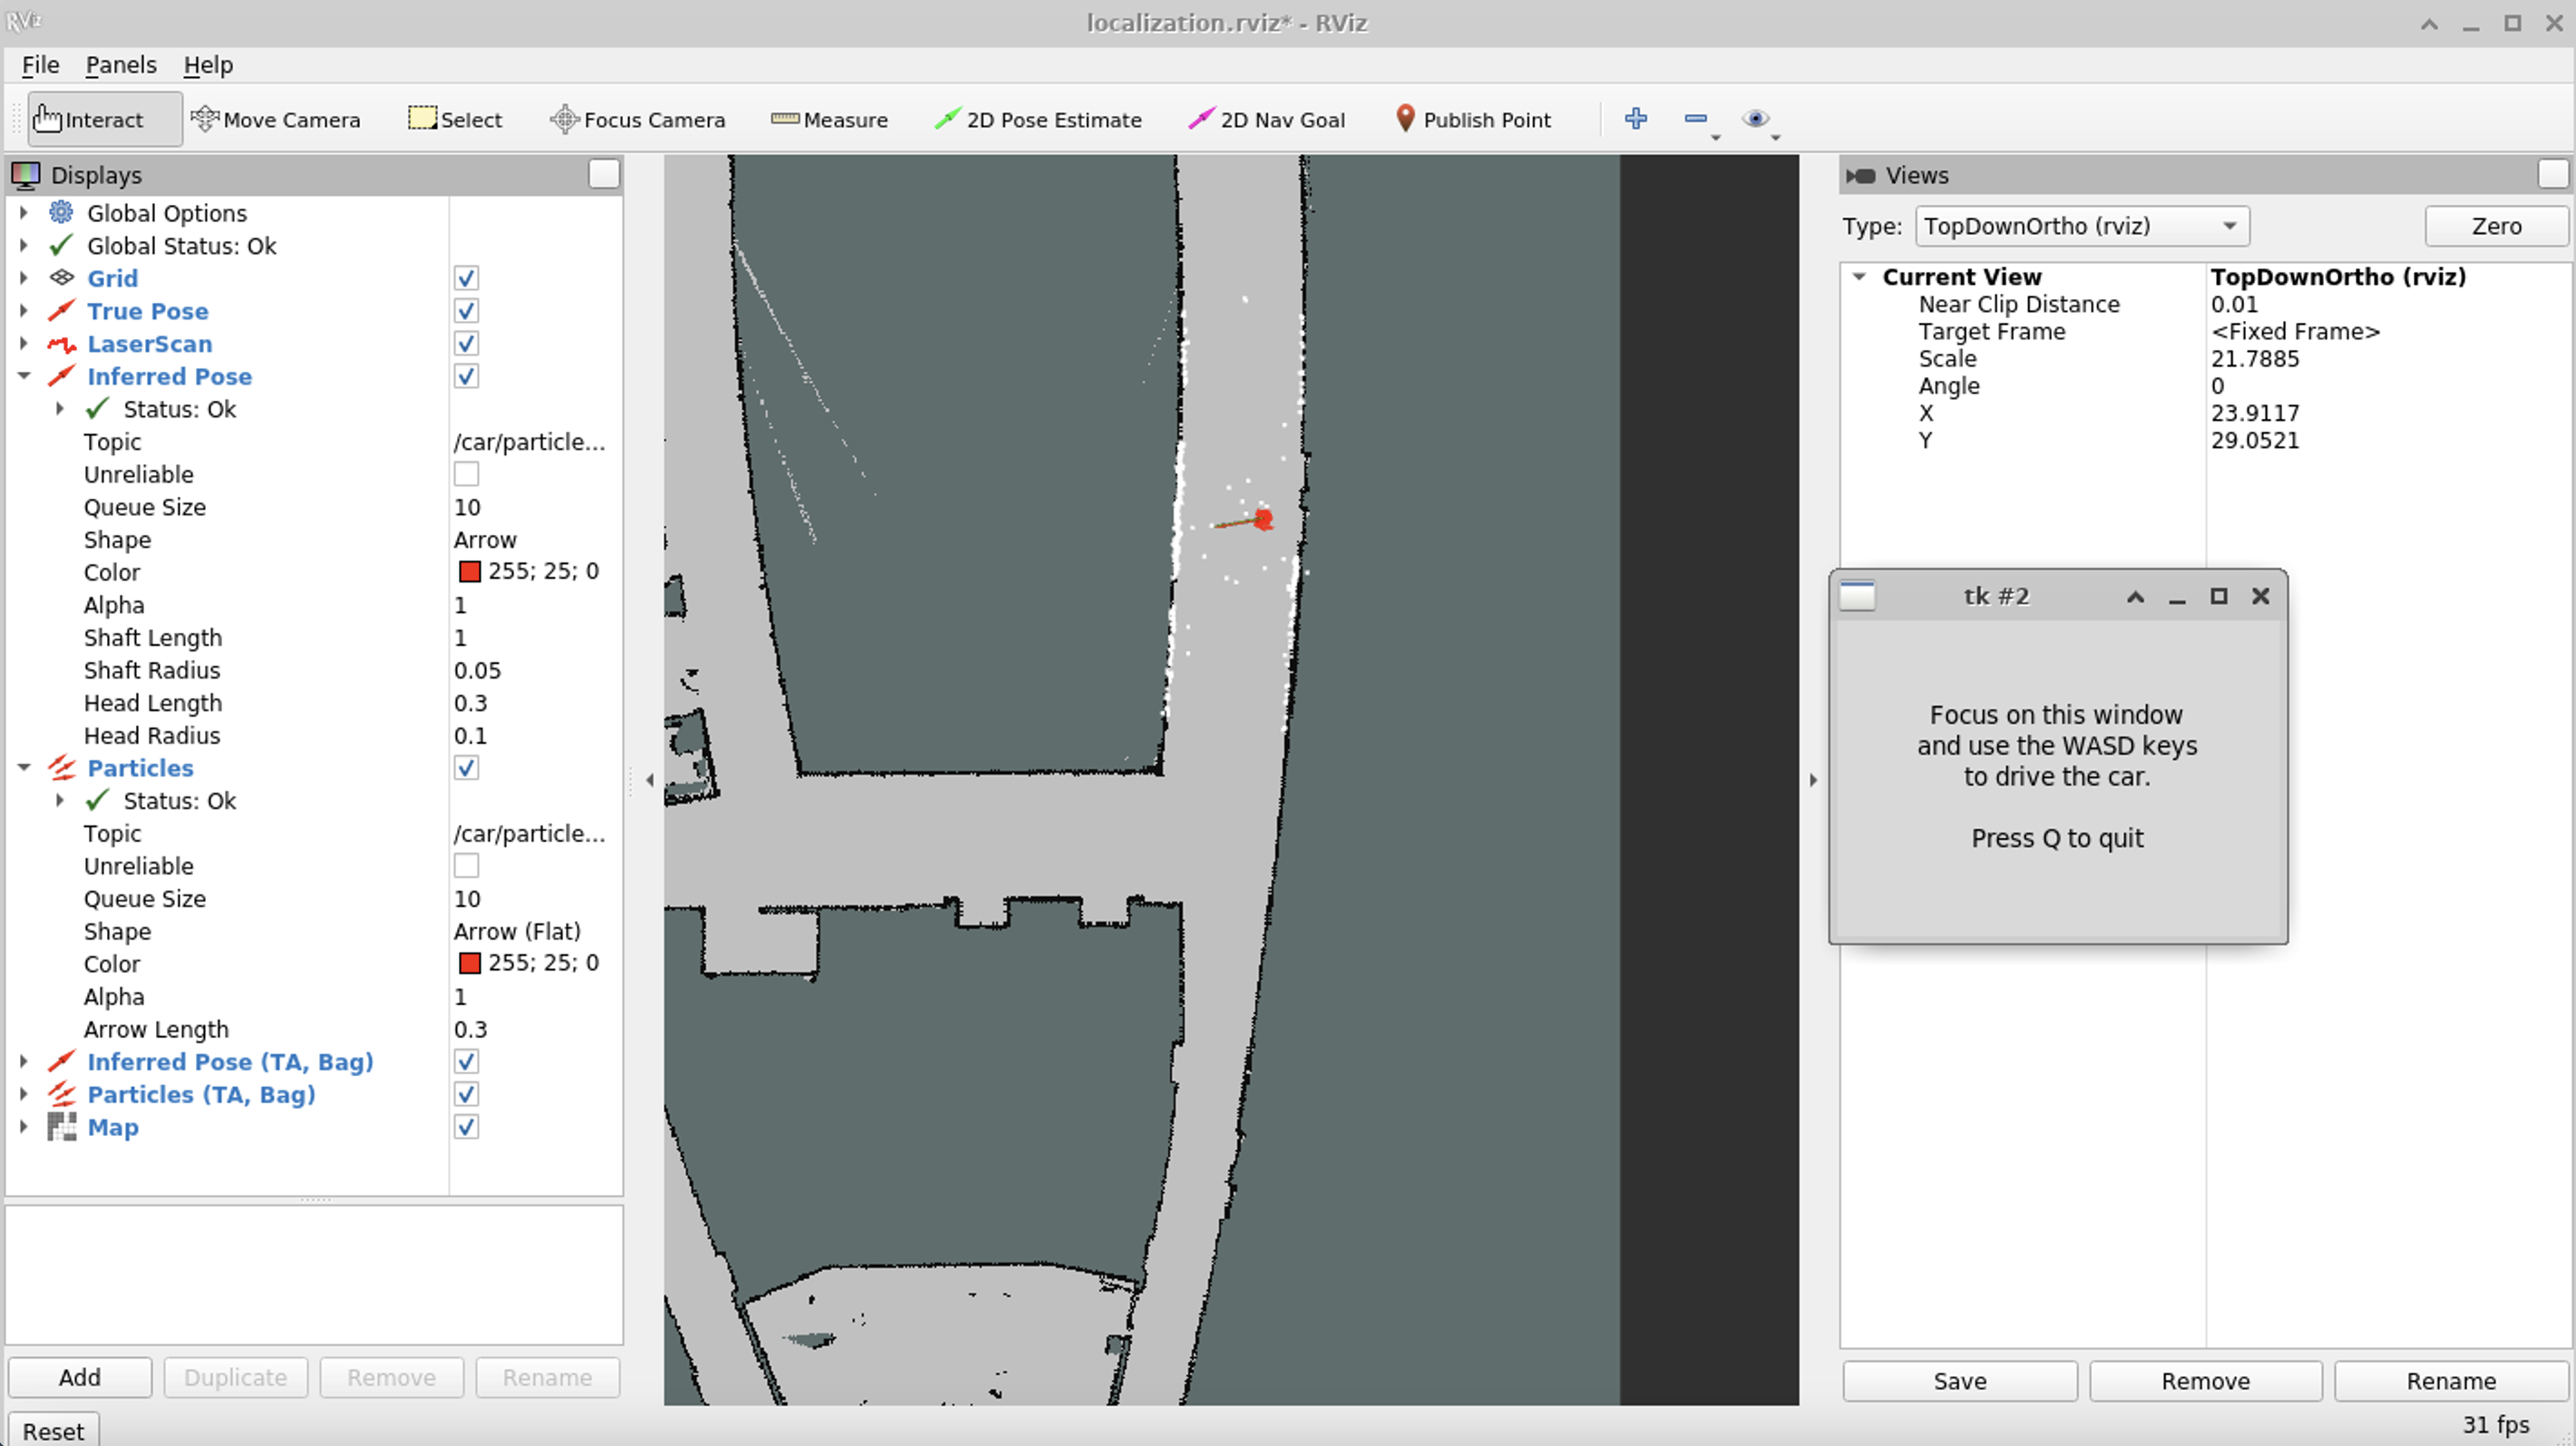 RViz
localization.rviz* - RViz
File Panels Help
Interact Move Camera Select Focus Camera Measure 2D Pose Estimate 2D Nav Goal Publish Point
Displays
Global Options
Global Status: Ok
Grid
True Pose
LaserScan
Inferred Pose
Status: Ok
Topic /car/particle...
Unreliable
Queue Size 10
Shape Arrow
Color 255; 25; 0
Alpha 1
Shaft Length 1
Shaft Radius 0.05
Head Length 0.3
Head Radius 0.1
Particles
Status: Ok
Topic /car/particle...
Unreliable
Queue Size 10
Shape Arrow (Flat)
Color 255; 25; 0
Alpha 1
Arrow Length 0.3
Inferred Pose (TA, Bag)
Particles (TA, Bag)
Map
Add Duplicate Remove Rename
Reset
Views
Type: TopDownOrtho (rviz) Zero
Current View TopDownOrtho (rviz)
Near Clip Distance 0.01
Target Frame <Fixed Frame>
Scale 21.7885
Angle 0
X 23.9117
Y 29.0521
tk #2
Focus on this window
and use the WASD keys
to drive the car.
Press Q to quit
Save Remove Rename
31 fps